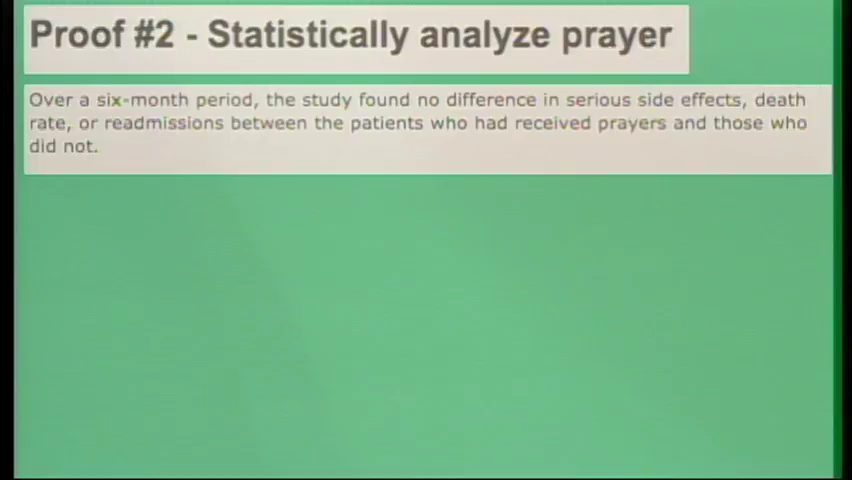 Proof #2 - Statistically analyze prayer
Over a six-month period, the study found no difference in serious side effects, death
rate, or readmissions between the patients who had received prayers and those who
did not.